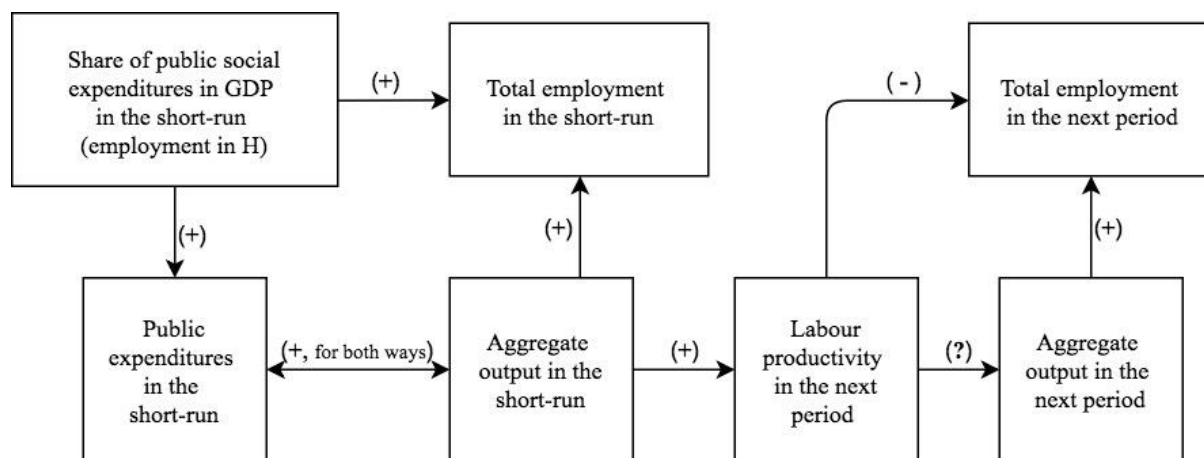 Share of public social
expenditures in GDP
in the short-run
(employment in H)
(+)
Total employment
in the short-run
(-)
Total employment
in the next period
(+)
(+)
(+)
Public
expenditures
in the
short-run
(+, for both ways)
Aggregate
output in the
short-run
(+)
Labour
productivity
in the next
period
(?)
Aggregate
output in the
next period